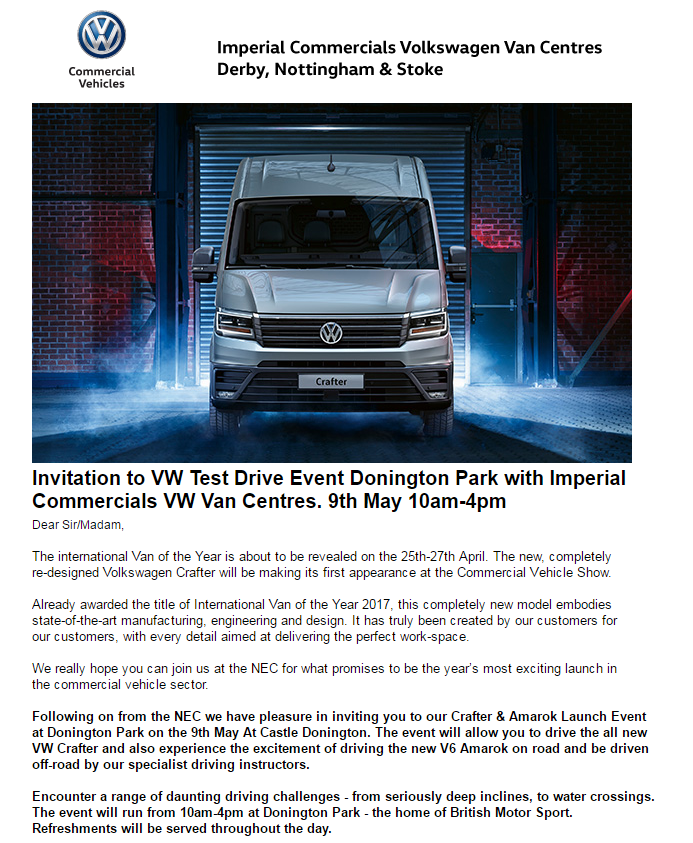 Commercial
Vehicles
Imperial Commercials Volkswagen Van Centres
Derby, Nottingham & Stoke
Crafter
Invitation to VW Test Drive Event Donington Park with Imperial
Commercials VW Van Centres. 9th May 10am-4pm
Dear Sir/Madam,
The international Van of the Year is about to be revealed on the 25th-27th April. The new, completely
re-designed Volkswagen Crafter will be making its first appearance at the Commercial Vehicle Show.
Already awarded the title of International Van of the Year 2017, this completely new model embodies
state-of-the-art manufacturing, engineering and design. It has truly been created by our customers for
our customers, with every detail aimed at delivering the perfect work-space.
We really hope you can join us at the NEC for what promises to be the year's most exciting launch in
the commercial vehicle sector.
Following on from the NEC we have pleasure in inviting you to our Crafter & Amarok Launch Event
at Donington Park on the 9th May At Castle Donington. The event will allow you to drive the all new
VW Crafter and also experience the excitement of driving the new V6 Amarok on road and be driven
off-road by our specialist driving instructors.
Encounter a range of daunting driving challenges - from seriously deep inclines, to water crossings.
The event will run from 10am-4pm at Donington Park - the home of British Motor Sport.
Refreshments will be served throughout the day.